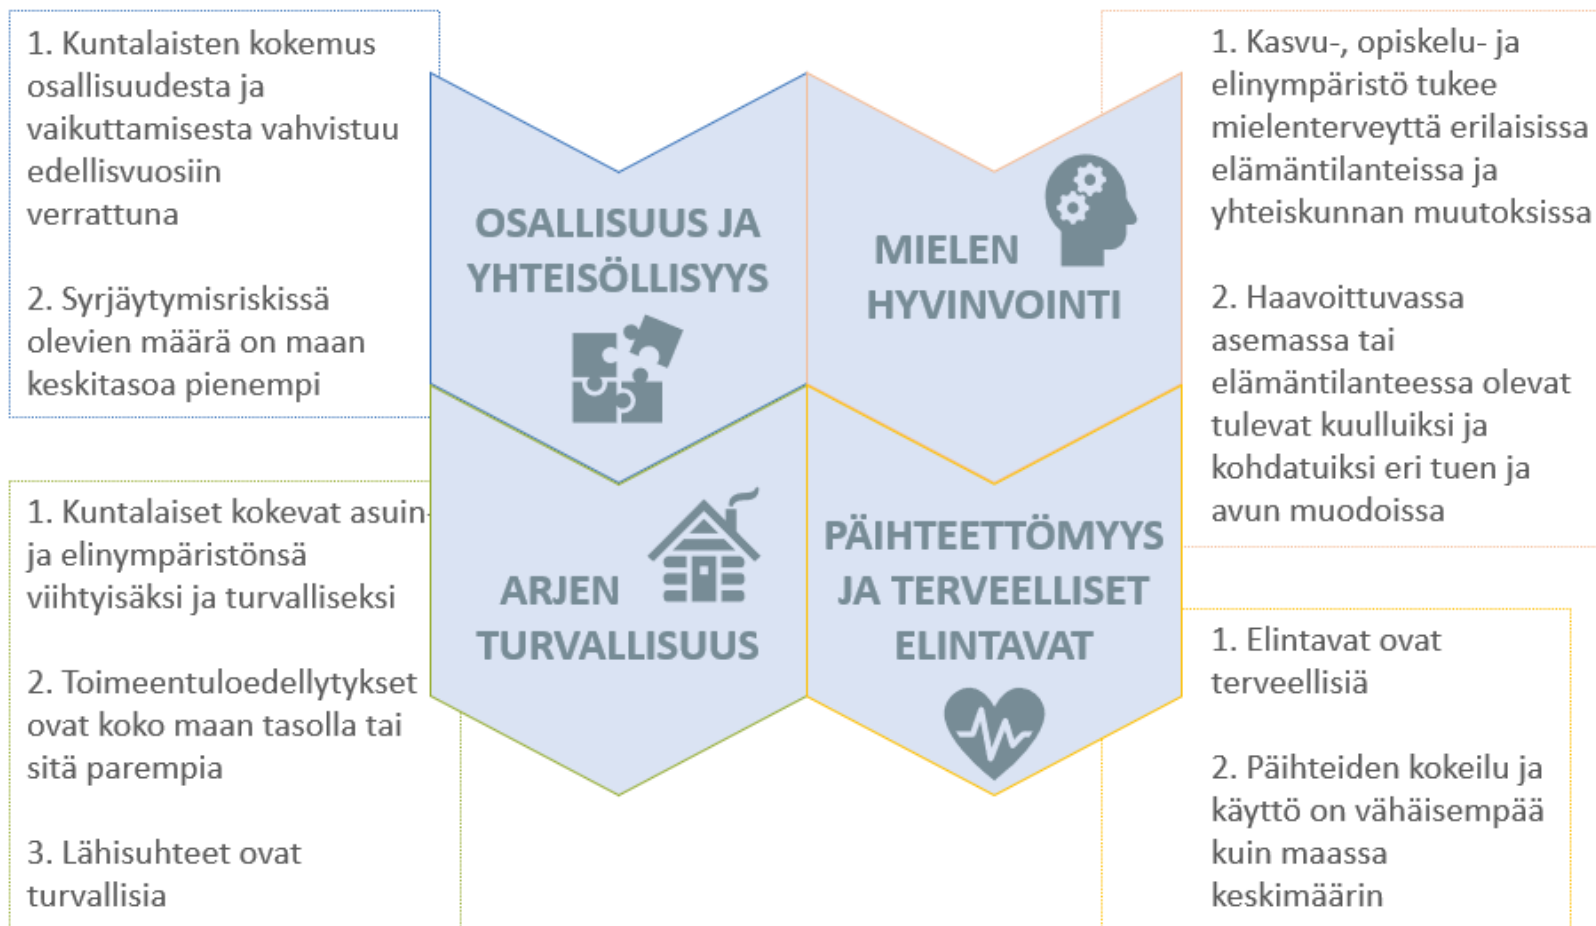 1. Kuntalaisten kokemus
osallisuudesta ja
vaikuttamisesta vahvistuu
edellisvuosiin
verrattuna
2. Syrjäytymisriskissä
olevien määrä on maan
keskitasoa pienempi
OSALLISUUS JA
YHTEISÖLLISYYS
MIELEN
HYVINVOINTI
1. Kasvu-, opiskelu- ja
elinympäristö tukee
mielenterveyttä erilaisissa
elämäntilanteissa ja
yhteiskunnan muutoksissa
2. Haavoittuvassa
asemassa tai
elämäntilanteessa olevat
tulevat kuulluiksi ja
kohdatuiksi eri tuen ja
avun muodoissa
1. Kuntalaiset kokevat asuin-
ja elinympäristönsä
viihtyisäksi ja turvalliseksi
2. Toimeentuloedellytykset
ovat koko maan tasolla tai
sitä parempia
3. Lähisuhteet ovat
turvallisia
ARJEN
TURVALLISUUS
PÄIHTEETTÖMYYS
JA TERVEELLISET
ELINTAVAT
1. Elintavat ovat
terveellisiä
2. Päihteiden kokeilu ja
käyttö on vähäisempää
kuin maassa
keskimäärin